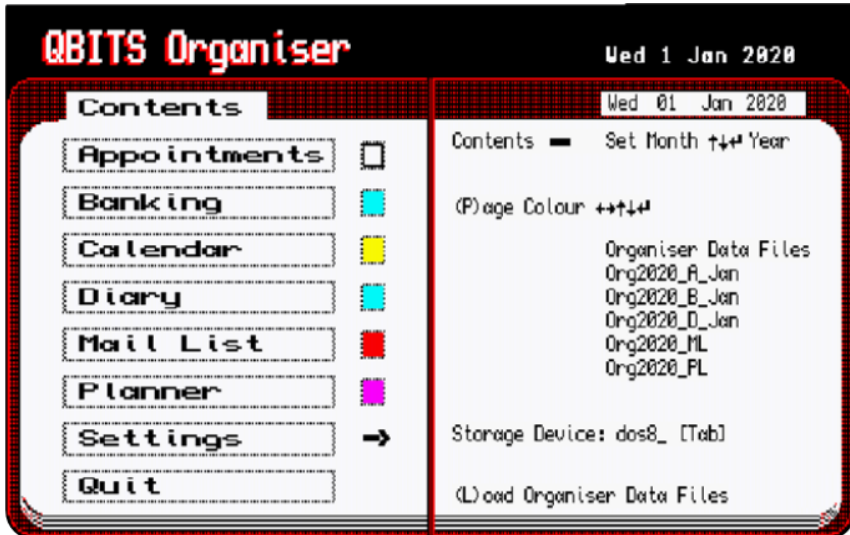 QBITS Organiser
Wed 1 Jan 2020
Contents
Appointments
Banking
Calendar
Diary
Mail List
Planner
Settings →
Quit
Wed 01 Jan 2020
Contents Set Month ↑↓↵ Year
(P)age Colour ↔↑↓↵
Organiser Data Files
Org2020_A_Jan
Org2020_B_Jan
Org2020_D_Jan
Org2020_ML
Org2020_PL
Storage Device: dos8_ [Tab]
(L)oad Organiser Data Files